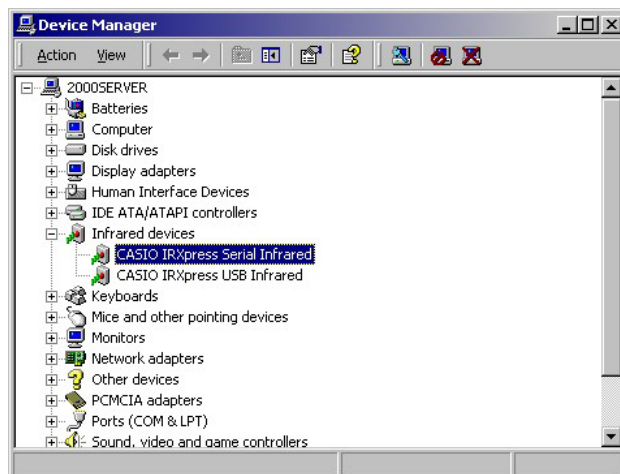 Device Manager
Action View
2000SERVER
Batteries
Computer
Disk drives
Display adapters
Human Interface Devices
IDE ATA/ATAPI controllers
Infrared devices
CASIO IRXpress Serial Infrared
CASIO IRXpress USB Infrared
Keyboards
Mice and other pointing devices
Monitors
Network adapters
Other devices
PCMCIA adapters
Ports (COM & LPT)
Sound, video and game controllers